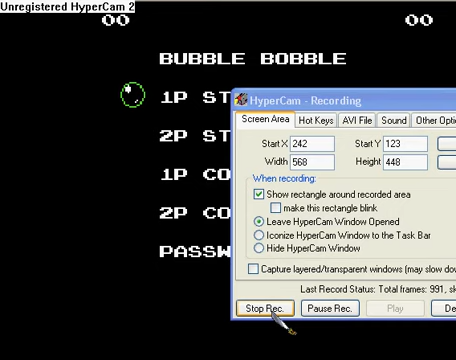 Unregistered HyperCam 2
00 00
BUBBLE BOBBLE
1P ST
2P ST
1P CO
2P CO
PASSW
HyperCam - Recording
Screen Area Hot Keys AVI File Sound Other Opti
Start X 242 Start Y 123
Width 568 Height 448
When recording:
Show rectangle around recorded area
make this rectangle blink
Leave HyperCam Window Opened
Iconize HyperCam Window to the Task Bar
Hide HyperCam Window
Capture layered/transparent windows (may slow dow
Last Record Status: Total frames: 991, sk
Stop Rec. Pause Rec. Play De